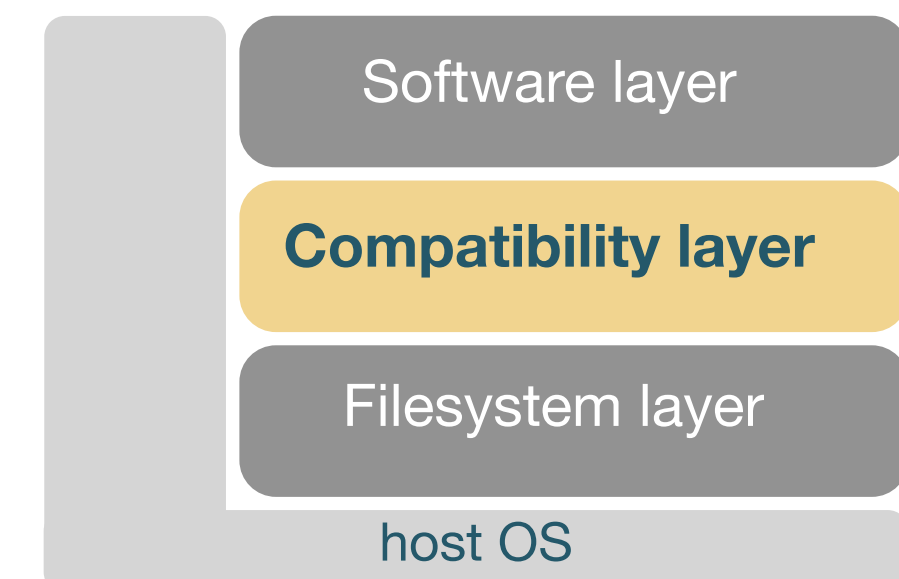 Software layer
Compatibility layer
Filesystem layer
host OS